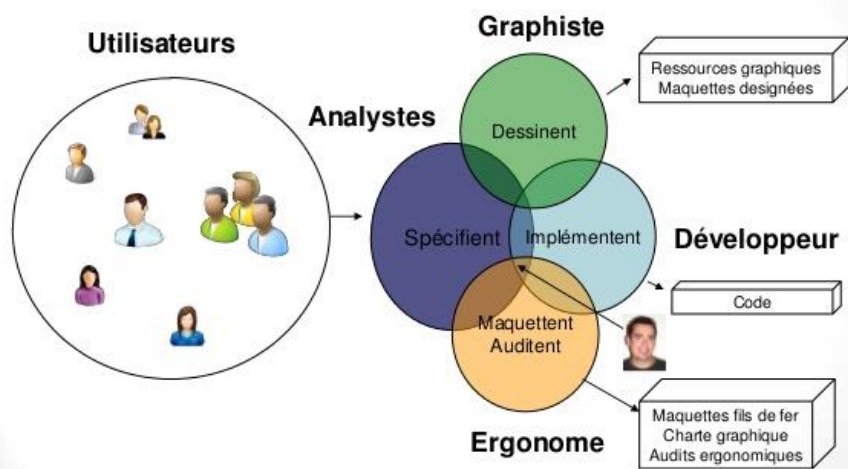 Utilisateurs
Graphiste
Ressources graphiques
Maquettes designées
Analystes
Dessinent
Spécifient
Implémentent
Développeur
Code
Maquettent
Auditent
Maquettes fils de fer
Charte graphique
Audits ergonomiques
Ergonome